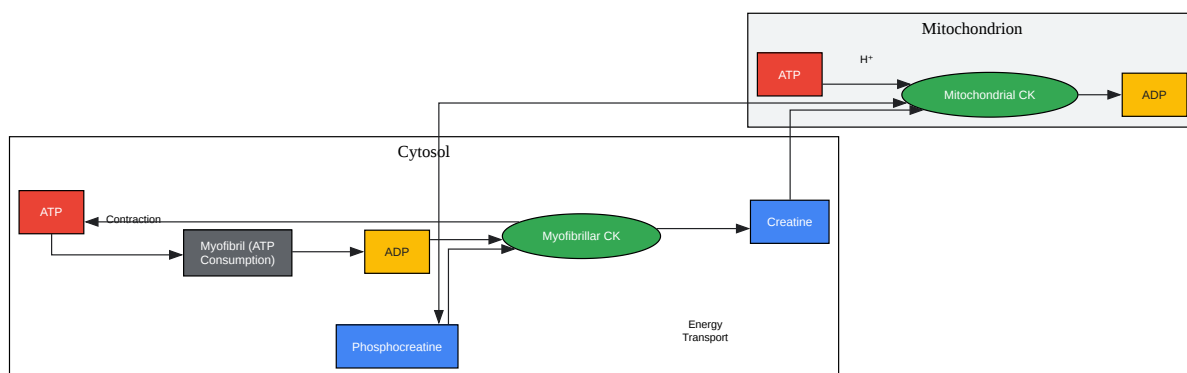 Mitochondrion
ATP
H⁺
Mitochondrial CK
ADP
Cytosol
ATP
Contraction
Myofibril (ATP
Consumption)
ADP
Myofibrillar CK
Creatine
Phosphocreatine
Energy
Transport